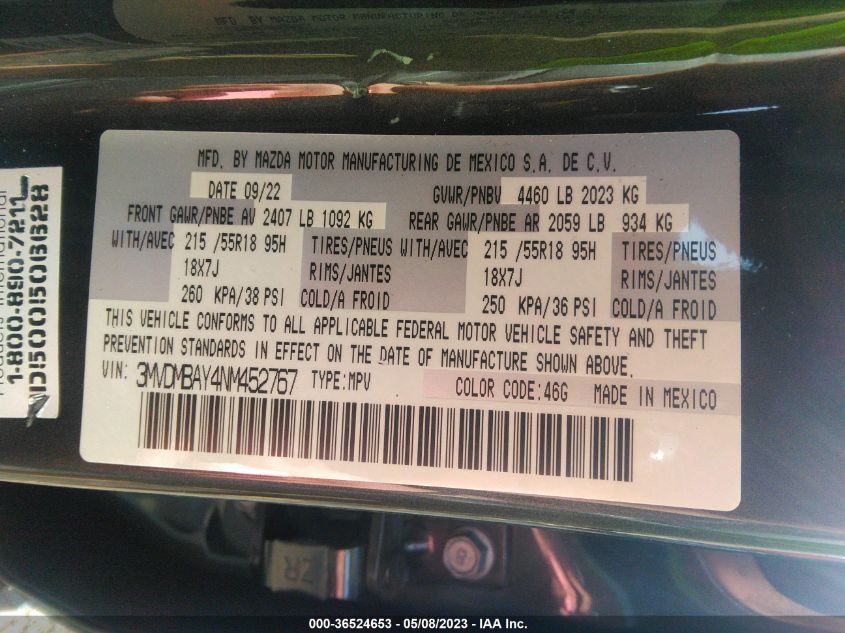 MFD. BY MAZDA MOTOR MANUFACTURING DE MEXICO S.A. DE C.V.
DATE 09/22 GVWR/PNBV 4460 LB 2023 KG
FRONT GAWR/PNBE AV 2407 LB 1092 KG REAR GAWR/PNBE AR 2059 LB 934 KG
WITH/AVEC 215 /55R18 95H TIRES/PNEUS WITH/AVEC 215 /55R18 95H TIRES/PNEUS
18X7J RIMS/JANTES 18X7J RIMS/JANTES
260 KPA/38 PSI COLD/A FROID 250 KPA/36 PSI COLD/A FROID
THIS VEHICLE CONFORMS TO ALL APPLICABLE FEDERAL MOTOR VEHICLE SAFETY AND THEFT
PREVENTION STANDARDS IN EFFECT ON THE DATE OF MANUFACTURE SHOWN ABOVE.
VIN: 3MVDMBAY4NM452767 TYPE:MPV COLOR CODE:46G MADE IN MEXICO
International
1-800-890-7211
ZR
000-36524653 - 05/08/2023 - IAA Inc.